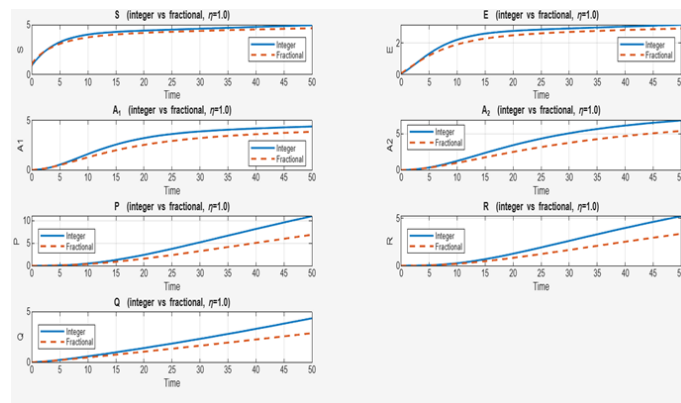 S (integer vs fractional, η=1.0)
5
0
S
0 5 10 15 20 25 30 35 40 45 50
Time
Integer
Fractional
E (integer vs fractional, η=1.0)
2
0
E
0 5 10 15 20 25 30 35 40 45 50
Time
Integer
Fractional
A₁ (integer vs fractional, η=1.0)
5
0
A1
0 5 10 15 20 25 30 35 40 45 50
Time
Integer
Fractional
A₂ (integer vs fractional, η=1.0)
5
0
A2
0 5 10 15 20 25 30 35 40 45 50
Time
Integer
Fractional
P (integer vs fractional, η=1.0)
10
5
0
P
0 5 10 15 20 25 30 35 40 45 50
Time
Integer
Fractional
R (integer vs fractional, η=1.0)
5
0
R
0 5 10 15 20 25 30 35 40 45 50
Time
Integer
Fractional
Q (integer vs fractional, η=1.0)
5
0
Q
0 5 10 15 20 25 30 35 40 45 50
Time
Integer
Fractional